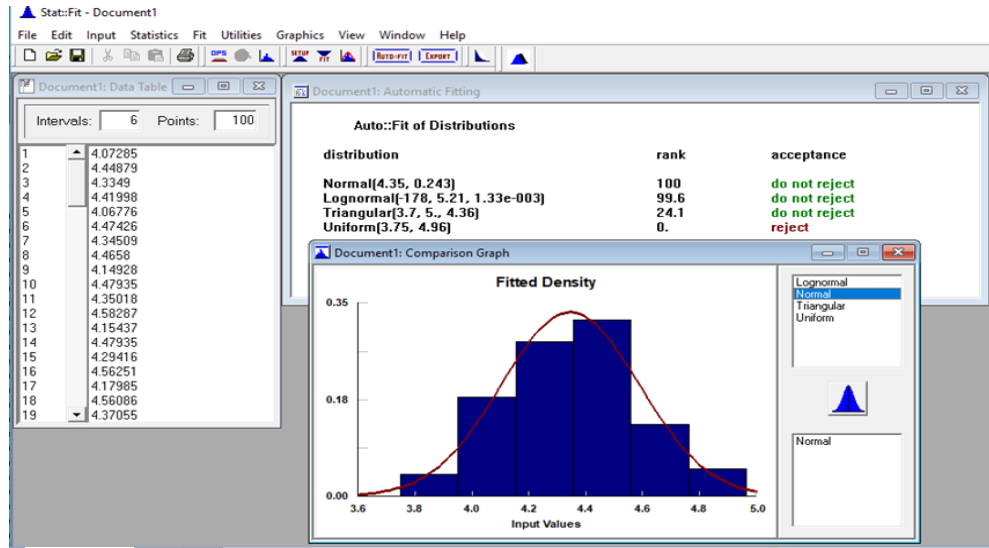 Stat::Fit - Document1
File Edit Input Statistics Fit Utilities Graphics View Window Help
DPS SETUP FIT AUTO::FIT EXPORT
Document1: Data Table
Intervals: 6 Points: 100
1 4.07285
2 4.44879
3 4.3349
4 4.41998
5 4.06776
6 4.47426
7 4.34509
8 4.4658
9 4.14928
10 4.47935
11 4.35018
12 4.58287
13 4.15437
14 4.47935
15 4.29416
16 4.56251
17 4.17985
18 4.56086
19 4.37055
Document1: Automatic Fitting
Auto::Fit of Distributions
distribution rank acceptance
Normal(4.35, 0.243) 100 do not reject
Lognormal(-178, 5.21, 1.33e-003) 99.6 do not reject
Triangular(3.7, 5., 4.36) 24.1 do not reject
Uniform(3.75, 4.96) 0. reject
Document1: Comparison Graph
Fitted Density
0.35
0.18
0.00
3.6 3.8 4.0 4.2 4.4 4.6 4.8 5.0
Input Values
Lognormal
Normal
Triangular
Uniform
Normal